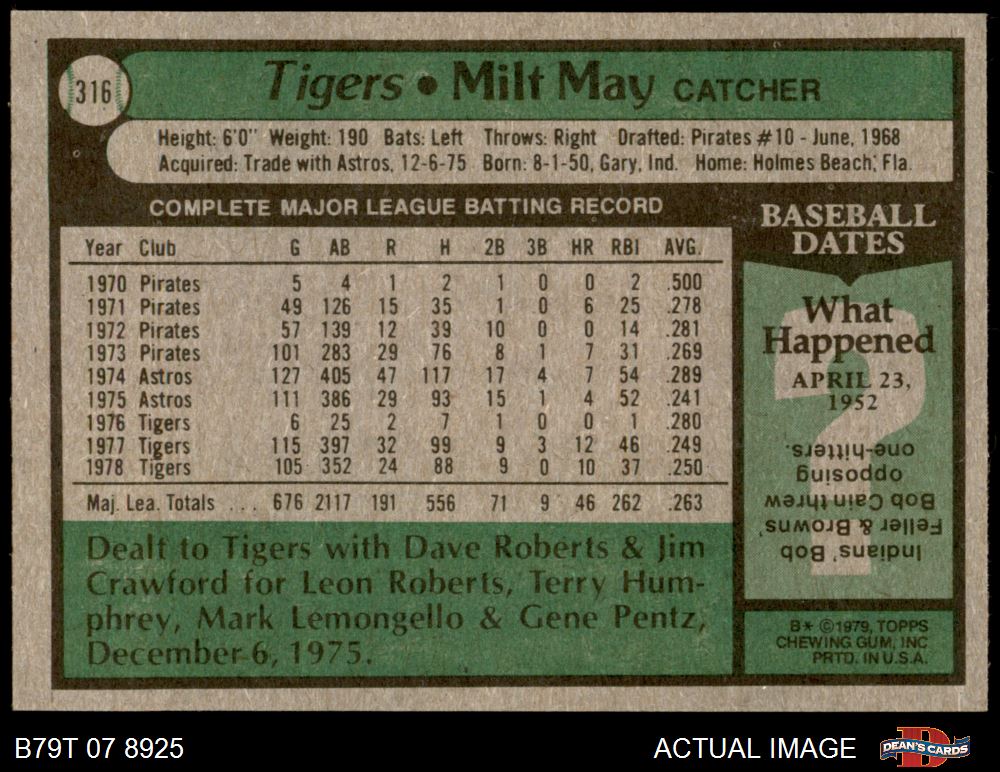 316
Tigers • Milt May CATCHER
Height: 6'0" Weight: 190 Bats: Left Throws: Right Drafted: Pirates #10 - June, 1968
Acquired: Trade with Astros, 12-6-75 Born: 8-1-50, Gary, Ind. Home: Holmes Beach, Fla.
COMPLETE MAJOR LEAGUE BATTING RECORD
Year Club G AB R H 2B 3B HR RBI AVG.
1970 Pirates 5 4 1 2 1 0 0 2 .500
1971 Pirates 49 126 15 35 1 0 6 25 .278
1972 Pirates 57 139 12 39 10 0 0 14 .281
1973 Pirates 101 283 29 76 8 1 7 31 .269
1974 Astros 127 405 47 117 17 4 7 54 .289
1975 Astros 111 386 29 93 15 1 4 52 .241
1976 Tigers 6 25 2 7 1 0 0 1 .280
1977 Tigers 115 397 32 99 9 3 12 46 .249
1978 Tigers 105 352 24 88 9 0 10 37 .250
Maj. Lea. Totals ... 676 2117 191 556 71 9 46 262 .263
Dealt to Tigers with Dave Roberts & Jim
Crawford for Leon Roberts, Terry Hum-
phrey, Mark Lemongello & Gene Pentz,
December 6, 1975.
BASEBALL
DATES
What
Happened
APRIL 23,
1952
Indians' Bob
Feller & Browns'
Bob Cain threw
opposing
one-hitters.
B* ©1979, TOPPS
CHEWING GUM, INC
PRTD. IN U.S.A.
B79T 07 8925
ACTUAL IMAGE
D
DEAN'S CARDS